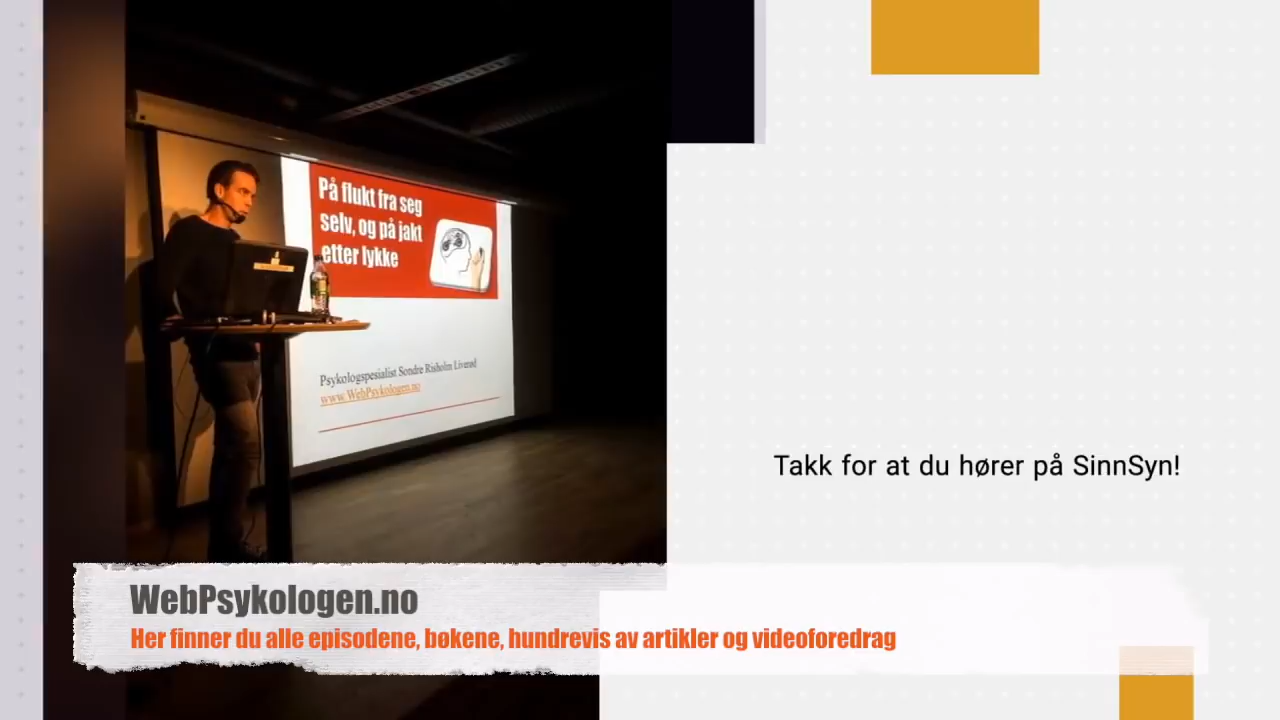 På flukt fra seg
selv, og på jakt
etter lykke
Psykologspesialist Sondre Risholm Liverød
www.WebPsykologen.no
Takk for at du hører på SinnSyn!
WebPsykologen.no
Her finner du alle episodene, bøkene, hundrevis av artikler og videoforedrag